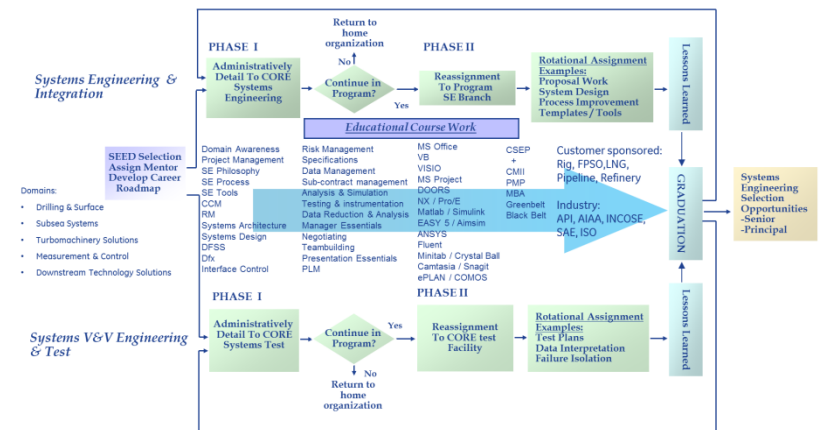 Return to
home
organization
PHASE I
PHASE II
No
Yes
Systems Engineering &
Integration
Administratively
Detail To CORE
Systems
Engineering
Continue in
Program?
Reassignment
To Program
SE Branch
Rotational Assignment
Examples:
Proposal Work
System Design
Process Improvement
Templates / Tools
Lessons Learned
Educational Course Work
SEED Selection
Assign Mentor
Develop Career
Roadmap
Domains:
• Drilling & Surface
• Subsea Systems
• Turbomachinery Solutions
• Measurement & Control
• Downstream Technology Solutions
Domain Awareness
Project Management
SE Philosophy
SE Process
SE Tools
CCM
RM
Systems Architecture
Systems Design
DFSS
Dfx
Interface Control
Risk Management
Specifications
Data Management
Sub-contract management
Analysis & Simulation
Testing & instrumentation
Data Reduction & Analysis
Manager Essentials
Negotiating
Teambuilding
Presentation Essentials
PLM
MS Office
VB
VISIO
MS Project
DOORS
NX / Pro/E
Matlab / Simulink
EASY 5 / Aimsim
ANSYS
Fluent
Minitab / Crystal Ball
Camtasia / Snagit
ePLAN / COMOS
CSEP
+
CMII
PMP
MBA
Greenbelt
Black Belt
Customer sponsored:
Rig, FPSO,LNG,
Pipeline, Refinery
Industry:
API, AIAA, INCOSE,
SAE, ISO
GRADUATION
Systems
Engineering
Selection
Opportunities
-Senior
-Principal
PHASE I
PHASE II
Systems V&V Engineering
& Test
Administratively
Detail To CORE
Systems Test
Continue in
Program?
Yes
No
Return to
home
organization
Reassignment
To CORE test
Facility
Rotational Assignment
Examples:
Test Plans
Data Interpretation
Failure Isolation
Lessons Learned